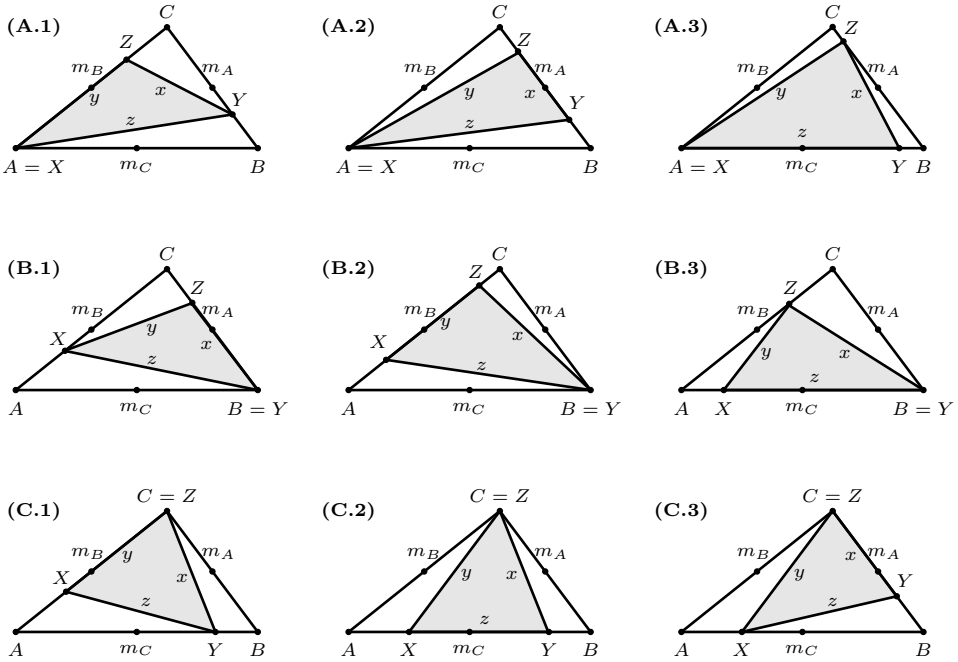 (A.1) C Z m_B m_A y x Y z A = X m_C B
(A.2) C Z m_B m_A y x Y z A = X m_C B
(A.3) C Z m_B m_A y x z A = X m_C Y B
(B.1) C Z m_B m_A X y x z A m_C B = Y
(B.2) C Z m_B m_A y x X z A m_C B = Y
(B.3) C Z m_B m_A y x z A X m_C B = Y
(C.1) C = Z m_B m_A y x X z A m_C Y B
(C.2) C = Z m_B m_A y x z A X m_C Y B
(C.3) C = Z m_B m_A x y Y z A X m_C B